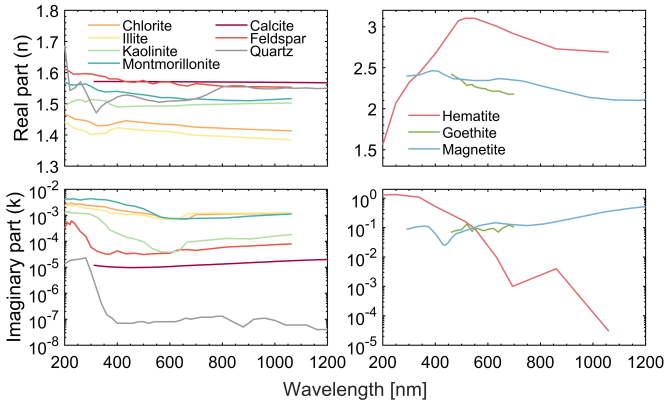 Real part (n)
1.8
1.7
1.6
1.5
1.4
1.3
Chlorite
Illite
Kaolinite
Montmorillonite
Calcite
Feldspar
Quartz
3
2.5
2
1.5
Hematite
Goethite
Magnetite
Imaginary part (k)
10-2
10-3
10-4
10-5
10-6
10-7
10-8
200 400 600 800 1000 1200
100
10-1
10-2
10-3
10-4
10-5
200 400 600 800 1000 1200
Wavelength [nm]